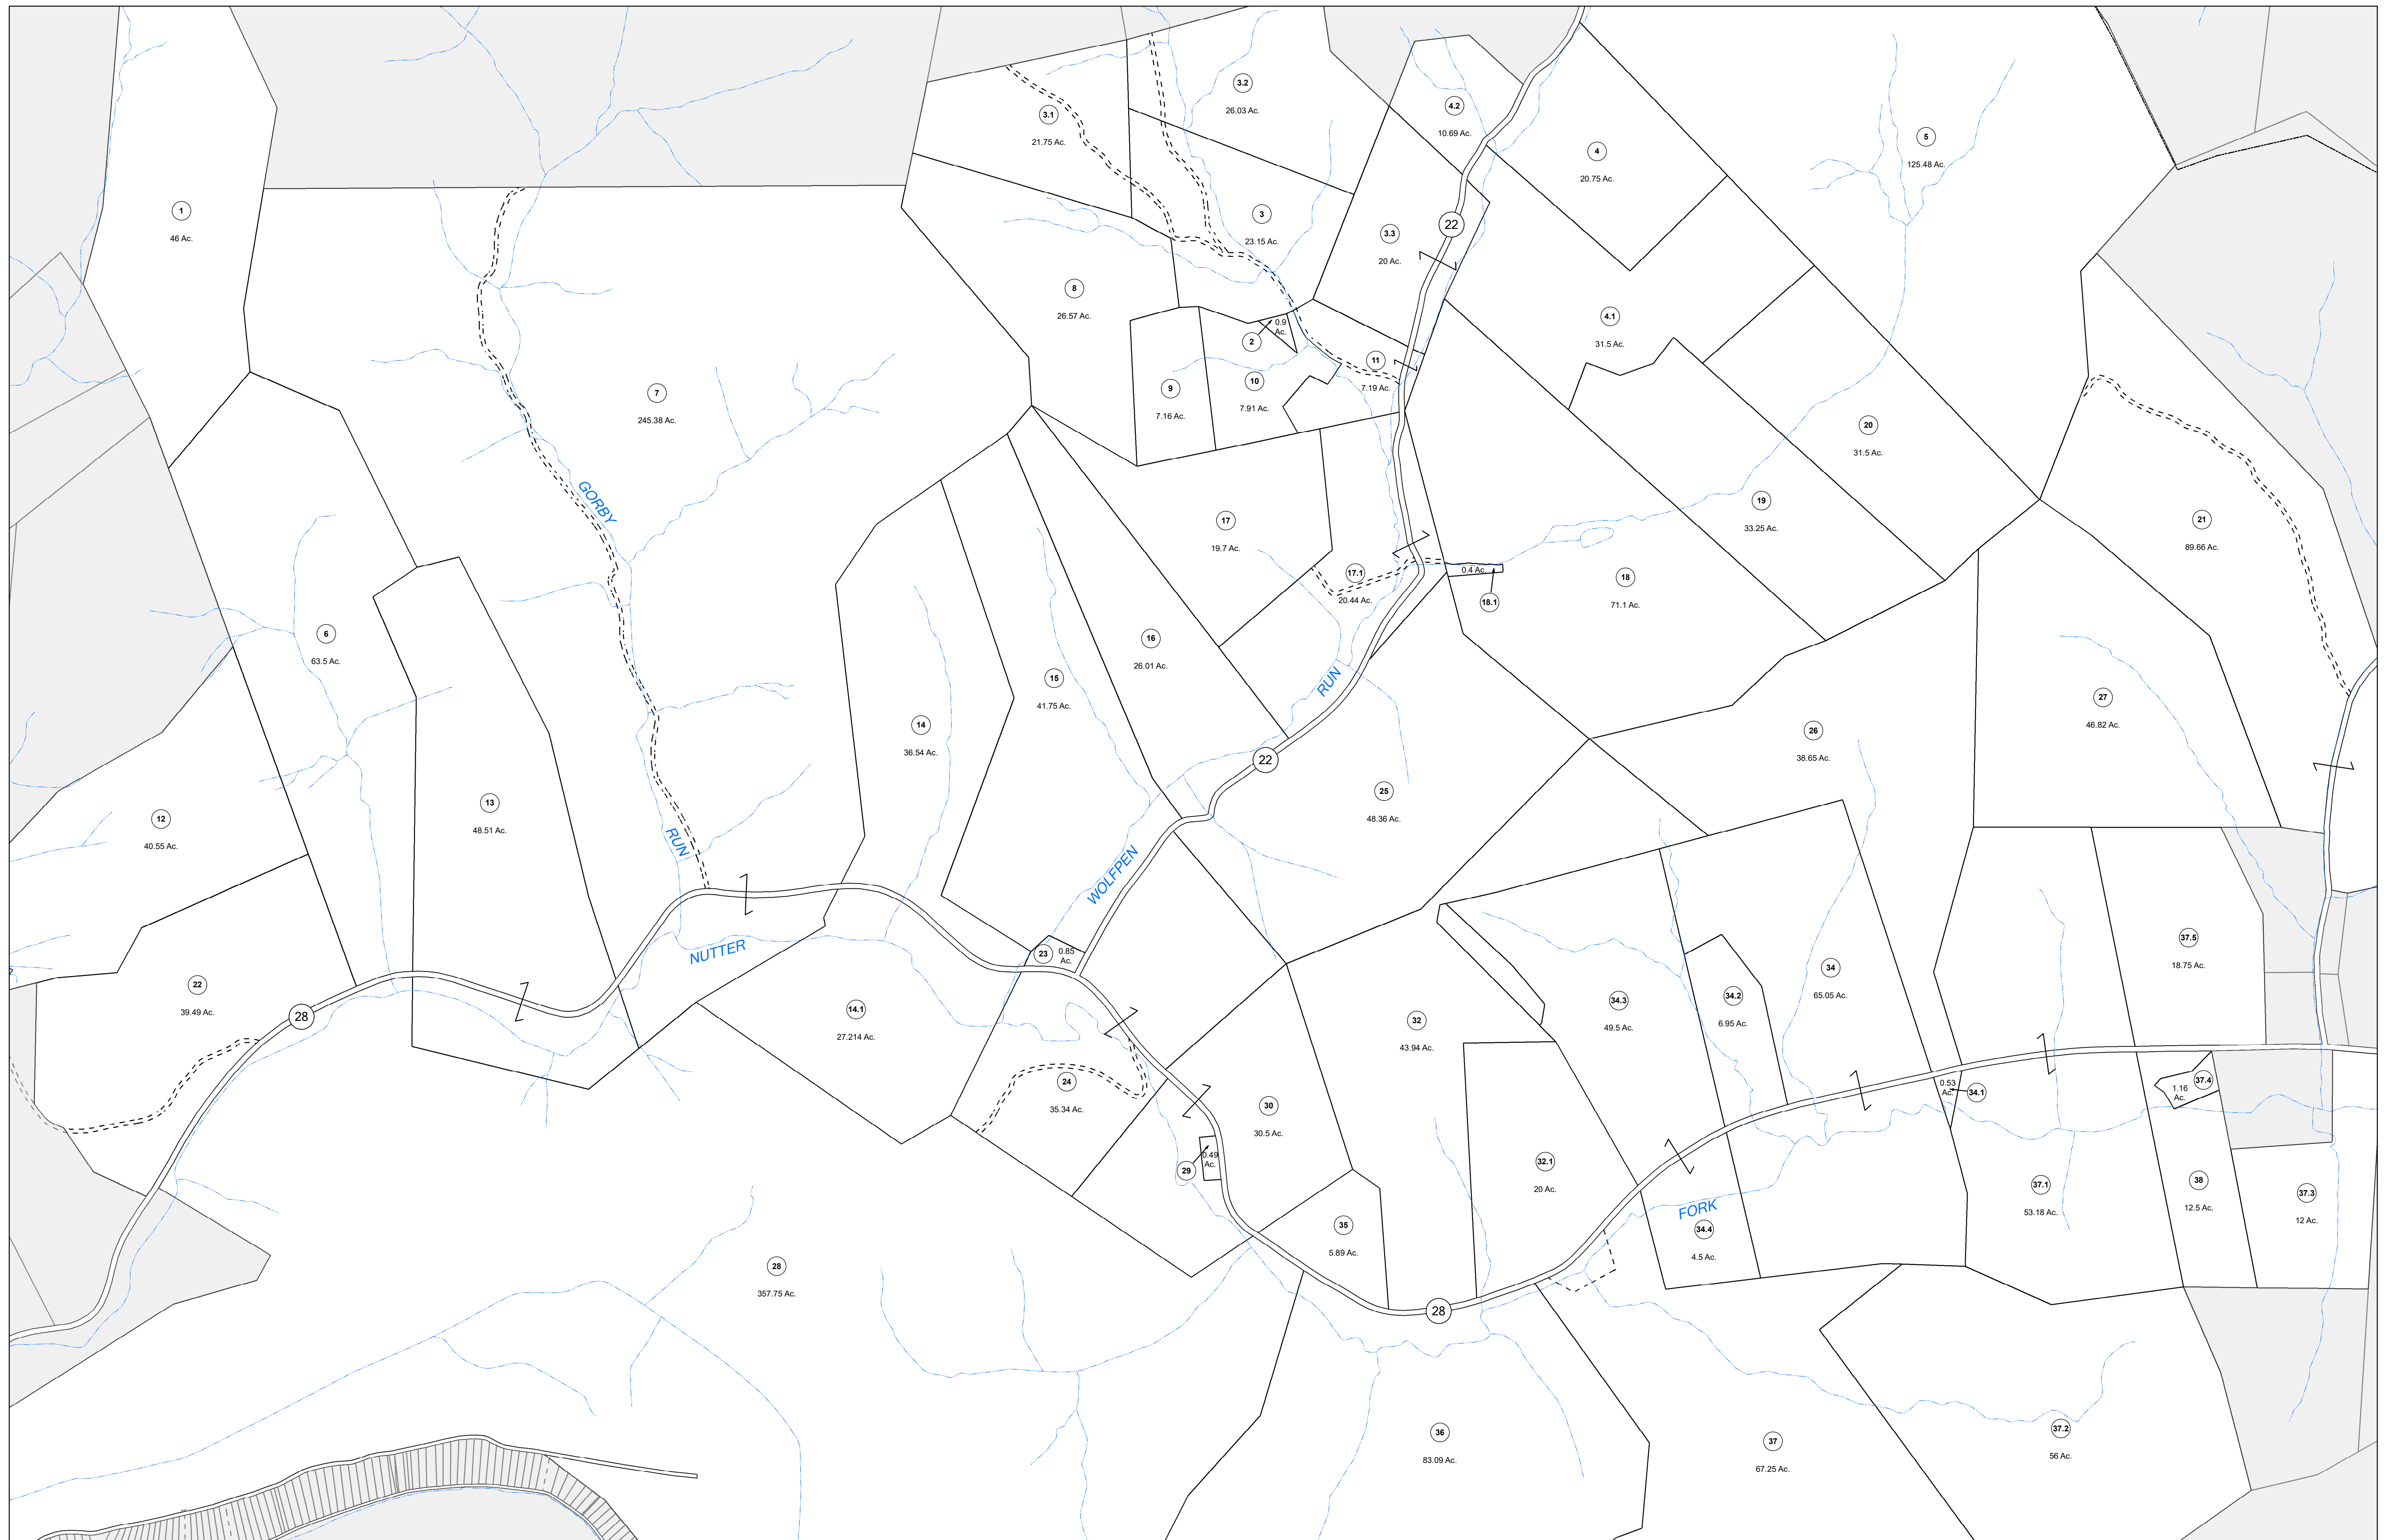 3.2
26.03 Ac.
4.2
10.69 Ac.
3.1
21.75 Ac.
5
125.48 Ac.
4
20.75 Ac.
1
46 Ac.
3
23.15 Ac.
22
3.3
20 Ac.
8
26.57 Ac.
4.1
31.5 Ac.
0.9
Ac.
2
11
7.19 Ac.
10
7.91 Ac.
9
7.16 Ac.
7
245.38 Ac.
20
31.5 Ac.
GORBY
19
33.25 Ac.
17
19.7 Ac.
21
89.66 Ac.
17.1
20.44 Ac.
0.4 Ac.
18.1
18
71.1 Ac.
6
63.5 Ac.
16
26.01 Ac.
15
41.75 Ac.
RUN
27
46.82 Ac.
14
36.54 Ac.
26
38.65 Ac.
22
25
48.36 Ac.
13
48.51 Ac.
12
40.55 Ac.
RUN
WOLFPEN
NUTTER
23
0.85
Ac.
37.5
18.75 Ac.
34
65.05 Ac.
22
39.49 Ac.
34.2
6.95 Ac.
34.3
49.5 Ac.
14.1
27.214 Ac.
28
32
43.94 Ac.
24
35.34 Ac.
0.53
Ac.
34.1
1.16
Ac.
37.4
30
30.5 Ac.
0.49
Ac.
29
32.1
20 Ac.
37.1
53.18 Ac.
38
12.5 Ac.
37.3
12 Ac.
FORK
34.4
4.5 Ac.
35
5.89 Ac.
28
357.75 Ac.
28
36
83.09 Ac.
37
67.25 Ac.
37.2
56 Ac.